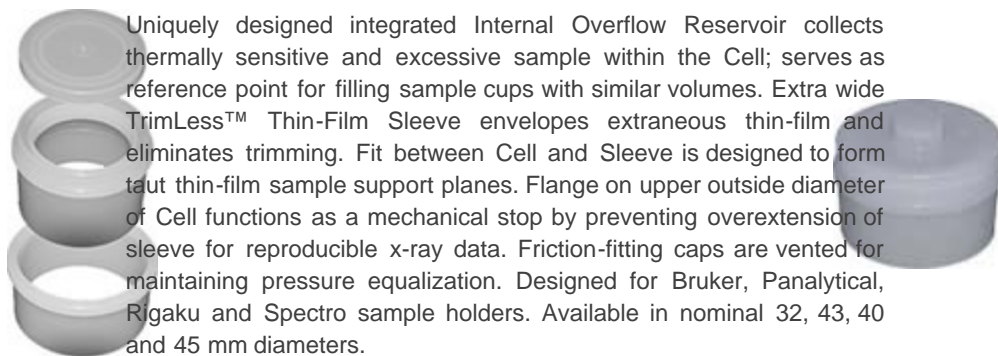 Uniquely designed integrated Internal Overflow Reservoir collects
thermally sensitive and excessive sample within the Cell; serves as
reference point for filling sample cups with similar volumes. Extra wide
TrimLess™ Thin-Film Sleeve envelopes extraneous thin-film and
eliminates trimming. Fit between Cell and Sleeve is designed to form
taut thin-film sample support planes. Flange on upper outside diameter
of Cell functions as a mechanical stop by preventing overextension of
sleeve for reproducible x-ray data. Friction-fitting caps are vented for
maintaining pressure equalization. Designed for Bruker, Panalytical,
Rigaku and Spectro sample holders. Available in nominal 32, 43, 40
and 45 mm diameters.